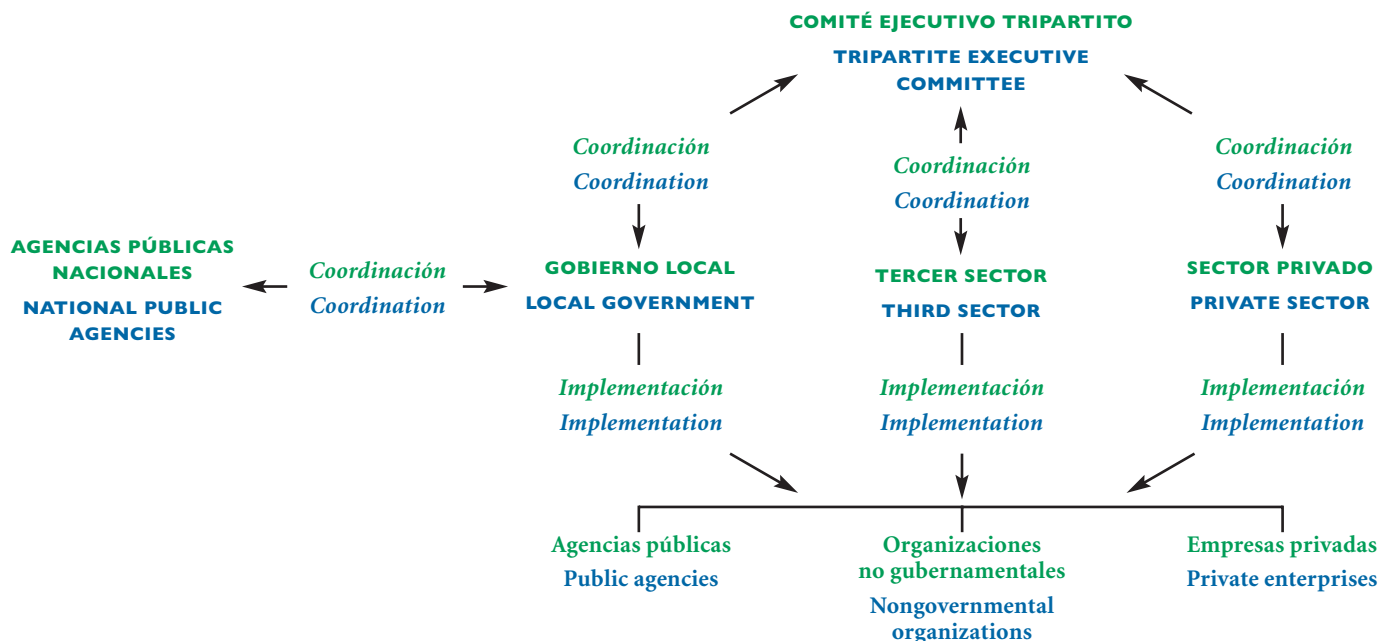 COMITÉ EJECUTIVO TRIPARTITO
TRIPARTITE EXECUTIVE
COMMITTEE
Coordinación
Coordination
Coordinación
Coordination
Coordinación
Coordination
AGENCIAS PÚBLICAS
NACIONALES
NATIONAL PUBLIC
AGENCIES
Coordinación
Coordination
GOBIERNO LOCAL
LOCAL GOVERNMENT
TERCER SECTOR
THIRD SECTOR
SECTOR PRIVADO
PRIVATE SECTOR
Implementación
Implementation
Implementación
Implementation
Implementación
Implementation
Agencias públicas
Public agencies
Organizaciones
no gubernamentales
Nongovernmental
organizations
Empresas privadas
Private enterprises